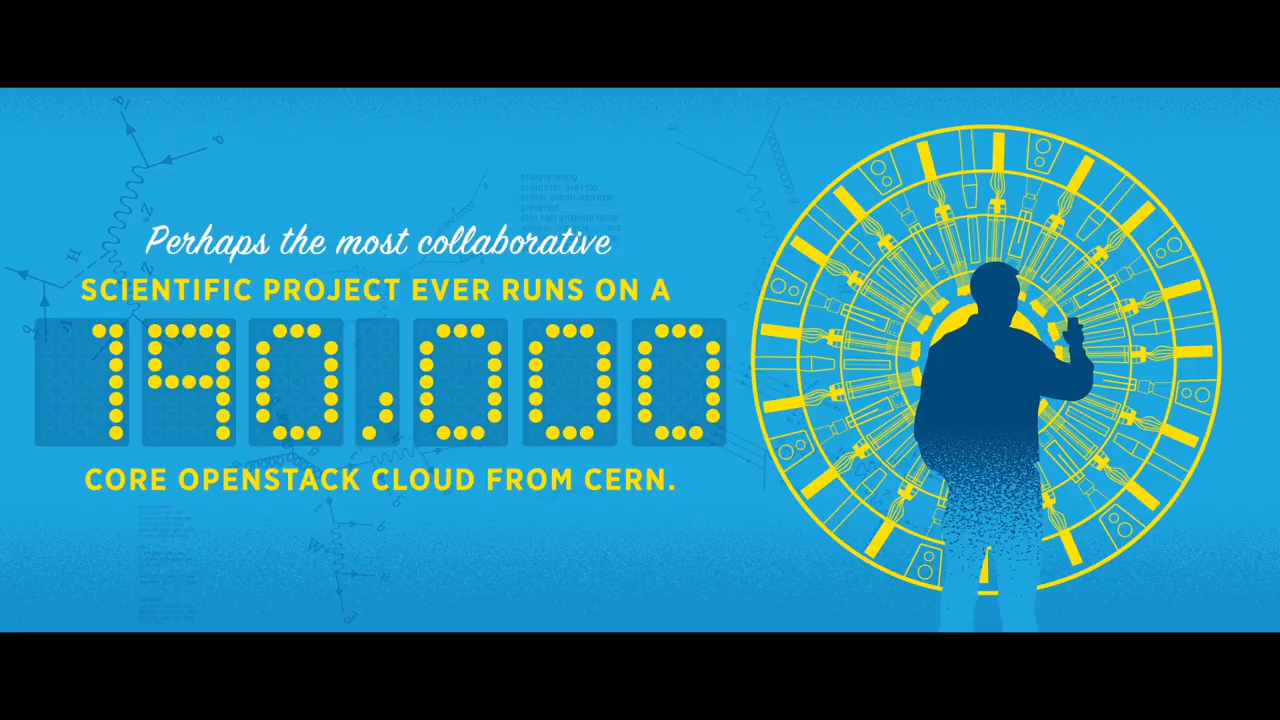 Perhaps the most collaborative
SCIENTIFIC PROJECT EVER RUNS ON A
190,000
CORE OPENSTACK CLOUD FROM CERN.